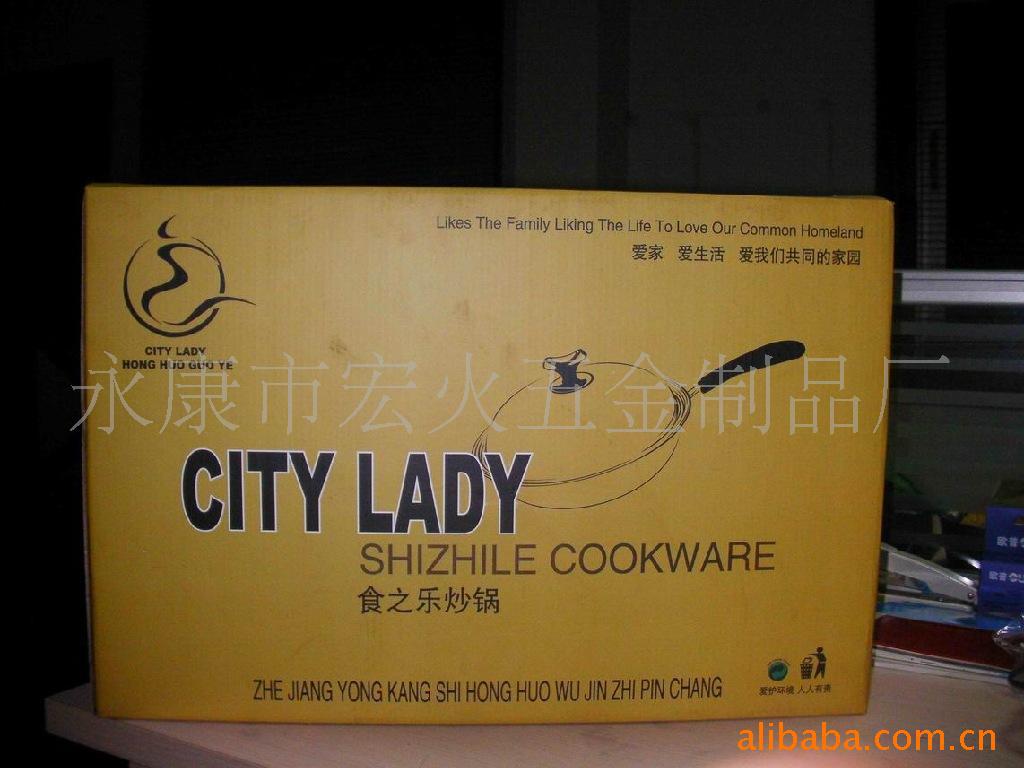 Likes The Family Liking The Life To Love Our Common Homeland
爱家 爱生活 爱我们共同的家园
CITY LADY
HONG HUO GUO YE
永康市宏火五金制品厂
CITY LADY
SHIZHILE COOKWARE
食之乐炒锅
爱护环境 人人有责
ZHE JIANG YONG KANG SHI HONG HUO WU JIN ZHI PIN CHANG
alibaba.com.cn